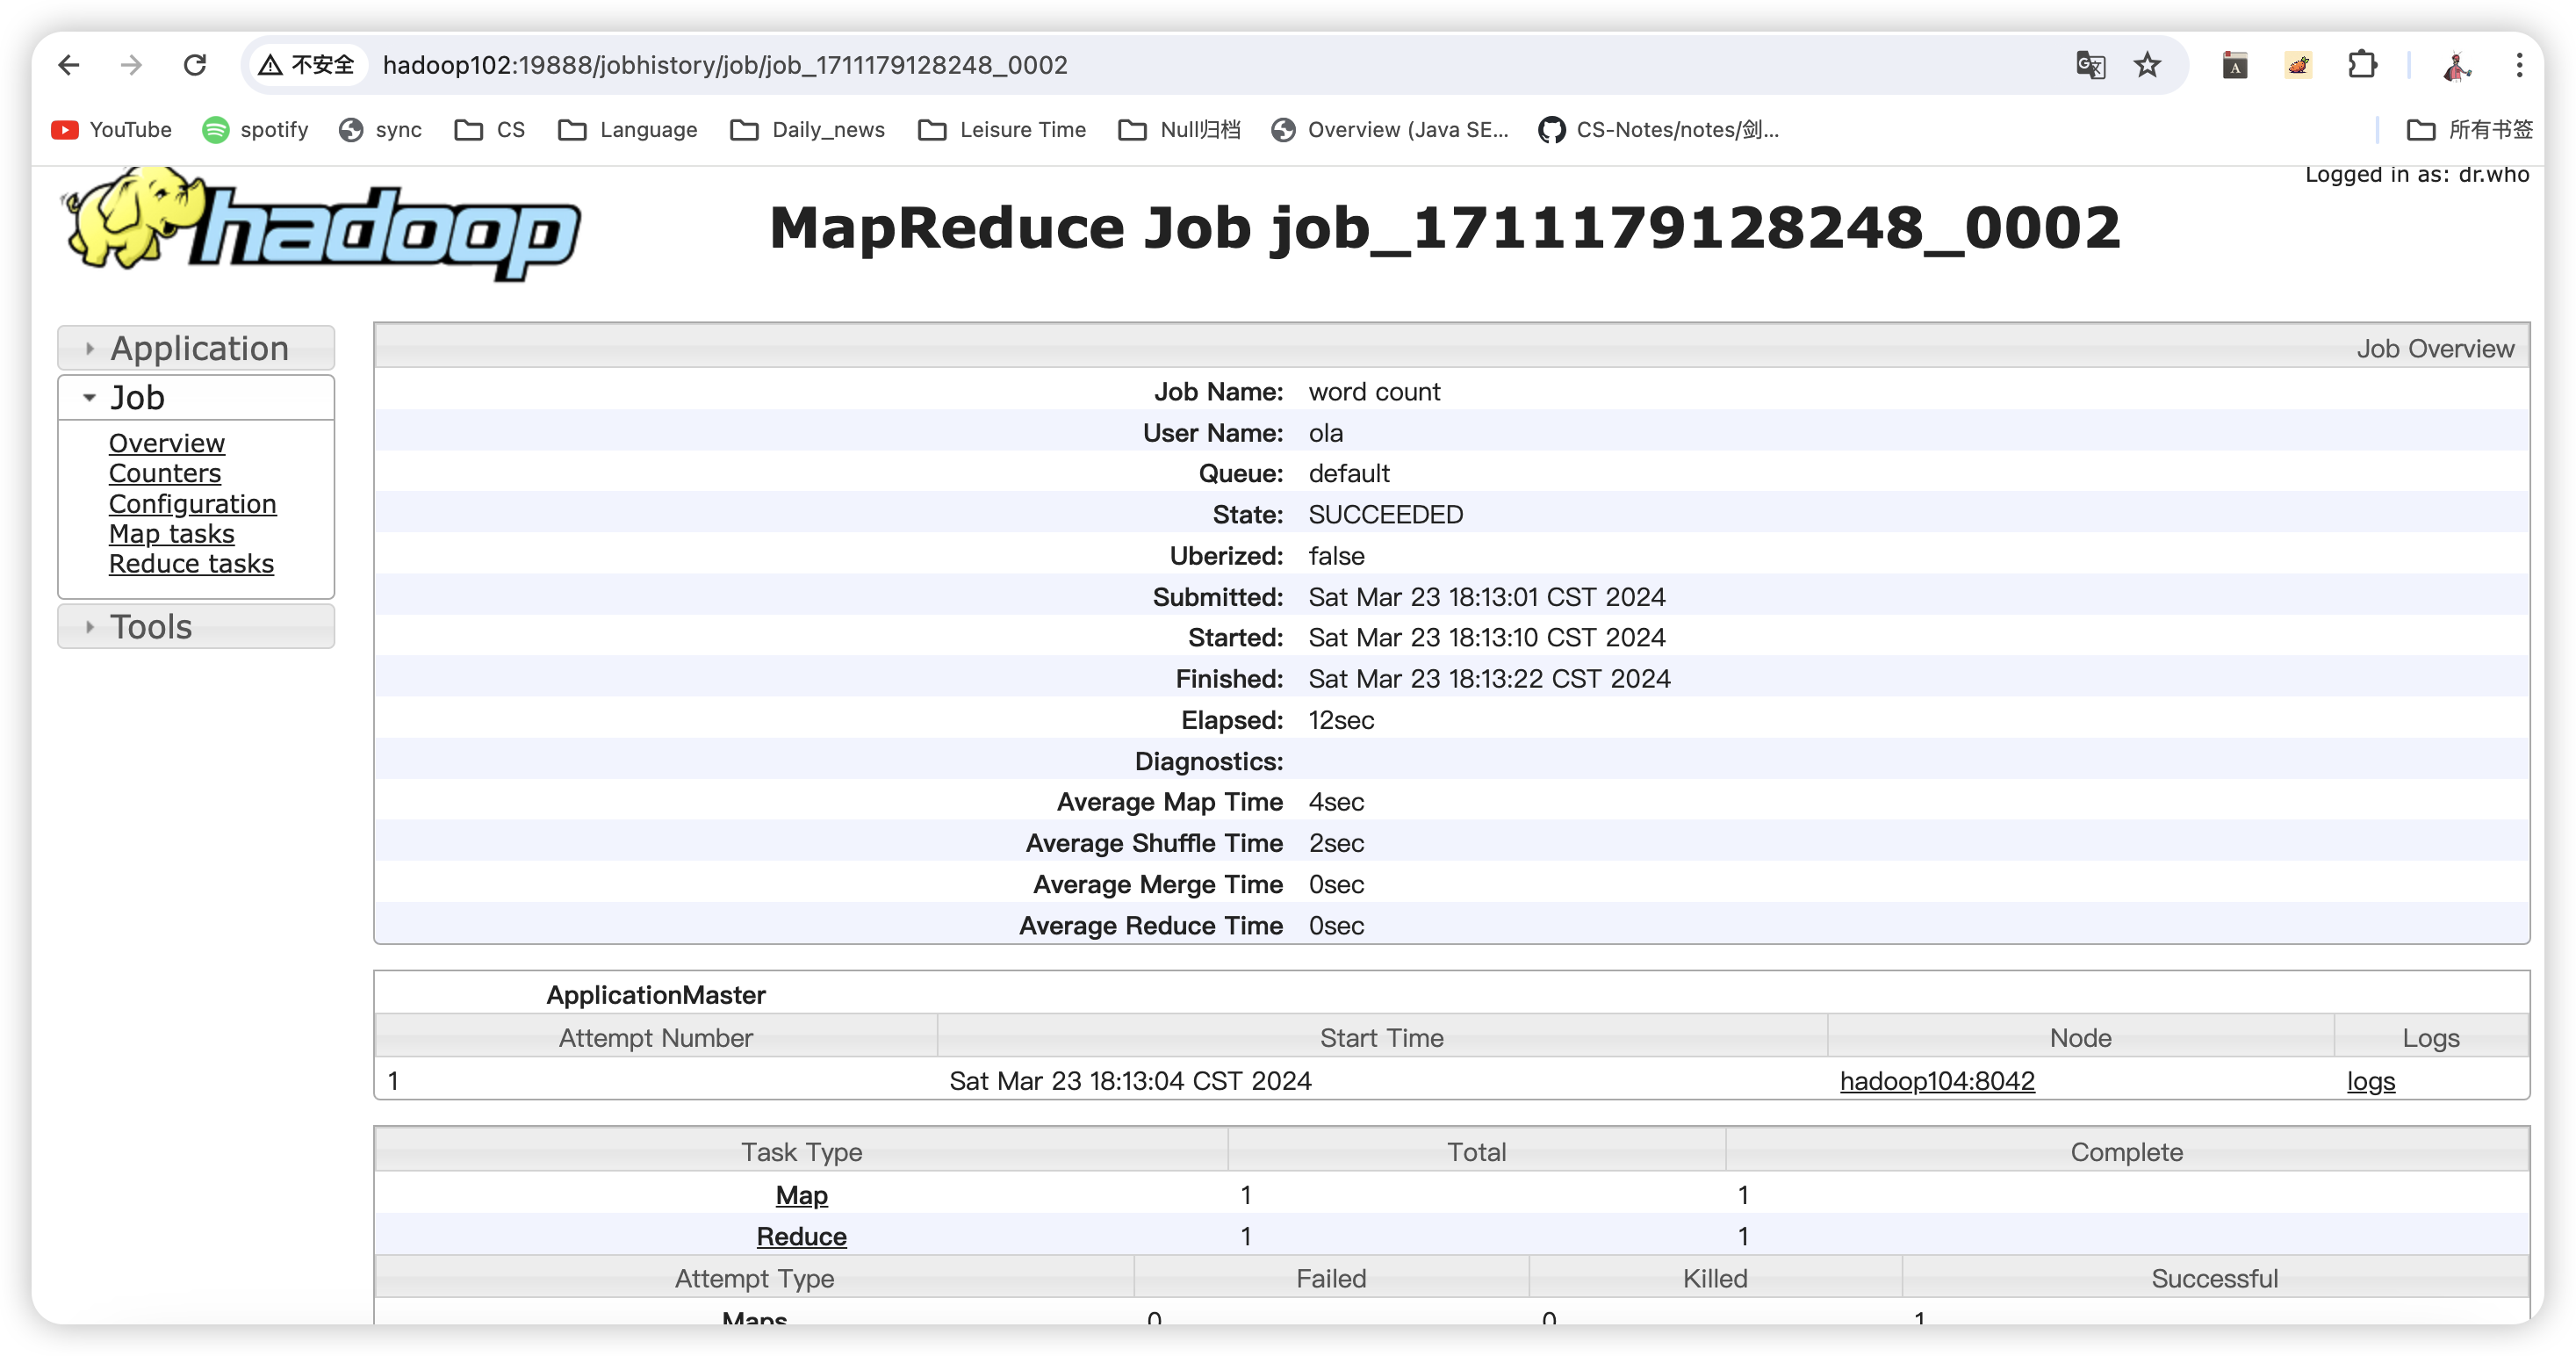 不安全 hadoop102:19888/jobhistory/job/job_1711179128248_0002
YouTube spotify sync CS Language Daily_news Leisure Time Null归档 Overview (Java SE... CS-Notes/notes/剑... 所有书签
Logged in as: dr.who
hadoop MapReduce Job job_1711179128248_0002
Application
Job
Overview
Counters
Configuration
Map tasks
Reduce tasks
Tools
Job Overview
Job Name: word count
User Name: ola
Queue: default
State: SUCCEEDED
Uberized: false
Submitted: Sat Mar 23 18:13:01 CST 2024
Started: Sat Mar 23 18:13:10 CST 2024
Finished: Sat Mar 23 18:13:22 CST 2024
Elapsed: 12sec
Diagnostics:
Average Map Time 4sec
Average Shuffle Time 2sec
Average Merge Time 0sec
Average Reduce Time 0sec
ApplicationMaster
Attempt Number Start Time Node Logs
1 Sat Mar 23 18:13:04 CST 2024 hadoop104:8042 logs
Task Type Total Complete
Map 1 1
Reduce 1 1
Attempt Type Failed Killed Successful
Maps 0 0 1